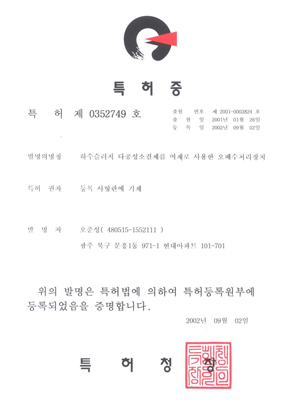 특허증
특 허 제 0352749 호
출원 번호 제 2001-0003824 호
출 원 일 2001년 01월 26일
등 록 일 2002년 09월 02일
발명의명칭 하수슬러지 다공성소결체를 여재로 사용한 오폐수처리장치
특허 권자 등록 사항란에 기재
발 명 자 오준성( 480515-1552111 )
광주 북구 문흥1동 971-1 현대아파트 101-701
위의 발명은 특허법에 의하여 특허등록원부에
등록되었음을 증명합니다.
2002년 09월 02일
특 허 청 장